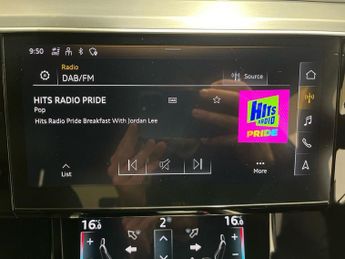 9:50
Radio
DAB/FM
Source
HITS RADIO PRIDE
Pop
Hits Radio Pride Breakfast With Jordan Lee
Hits
RADIO
PRIDE
List
More
16.0
2
16.0